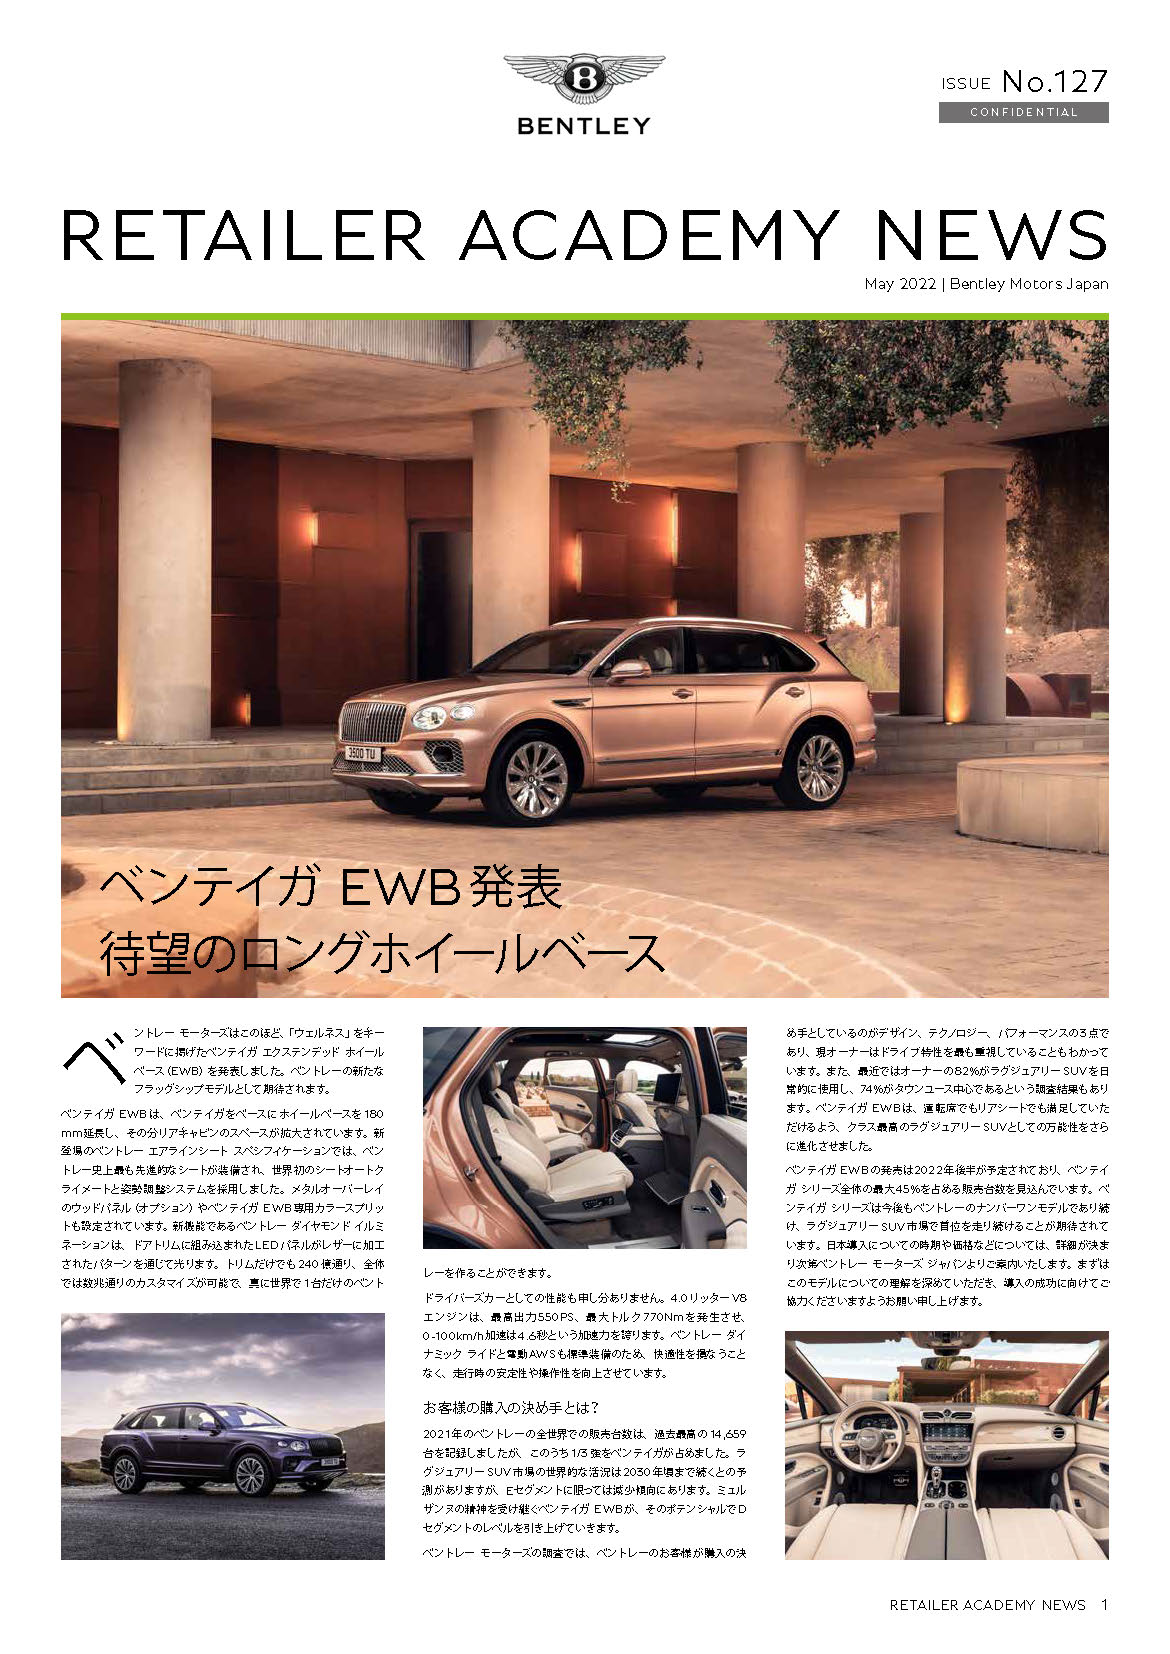 BENTLEY
ISSUE No.127
CONFIDENTIAL
RETAILER ACADEMY NEWS
May 2022 | Bentley Motors Japan
3500 TU
ベンテイガ EWB 発表
待望のロングホイールベース
ベントレー モーターズはこのほど、「ウェルネス」をキー
ワードに掲げたベンテイガ エクステンデッド ホイール
ベース（EWB）を発表しました。ベントレーの新たな
フラッグシップモデルとして期待されます。
ベンテイガ EWBは、ベンテイガをベースにホイールベースを180
mm延長し、その分リアキャビンのスペースが拡大されています。新
登場のベントレー エアラインシート スペシフィケーションでは、ベン
トレー史上最も先進的なシートが装備され、世界初のシートオートク
ライメートと姿勢調整システムを採用しました。メタルオーバーレイ
のウッドパネル（オプション）やベンテイガ EWB専用カラースプリッ
トも設定されています。新機能であるベントレー ダイヤモンド イルミ
ネーションは、ドアトリムに組み込まれたLEDパネルがレザーに加工
されたパターンを通じて光ります。トリムだけでも240億通り、全体
では数兆通りのカスタマイズが可能で、真に世界で1台だけのベント
レーを作ることができます。
ドライバーズカーとしての性能も申し分ありません。4.0リッターV8
エンジンは、最高出力550PS、最大トルク770Nmを発生させ、
0-100km/h加速は4.6秒という加速力を誇ります。ベントレー ダイ
ナミック ライドと電動AWSも標準装備のため、快適性を損なうこと
なく、走行時の安定性や操作性を向上させています。
お客様の購入の決め手とは？
2021年のベントレーの全世界での販売台数は、過去最高の14,659
台を記録しましたが、このうち1/3強をベンテイガが占めました。ラ
グジュアリーSUV市場の世界的な活況は2030年頃まで続くとの予
測がありますが、Eセグメントに限っては減少傾向にあります。ミュル
ザンヌの精神を受け継ぐベンテイガ EWBが、そのポテンシャルでD
セグメントのレベルを引き上げていきます。
ベントレー モーターズの調査では、ベントレーのお客様が購入の決
め手としているのがデザイン、テクノロジー、パフォーマンスの3点で
あり、現オーナーはドライブ特性を最も重視していることもわかって
います。また、最近ではオーナーの82%がラグジュアリーSUVを日
常的に使用し、74%がタウンユース中心であるという調査結果もあり
ます。ベンテイガ EWBは、運転席でもリアシートでも満足していた
だけるよう、クラス最高のラグジュアリーSUVとしての万能性をさら
に進化させました。
ベンテイガ EWBの発売は2022年後半が予定されており、ベンテイ
ガ シリーズ全体の最大45%を占める販売台数を見込んでいます。ベ
ンテイガ シリーズは今後もベントレーのナンバーワンモデルであり続
け、ラグジュアリーSUV市場で首位を走り続けることが期待されて
います。日本導入についての時期や価格などについては、詳細が決ま
り次第ベントレー モーターズ ジャパンよりご案内いたします。まずは
このモデルについての理解を深めていただき、導入の成功に向けてご
協力くださいますようお願い申し上げます。
RETAILER ACADEMY NEWS 1